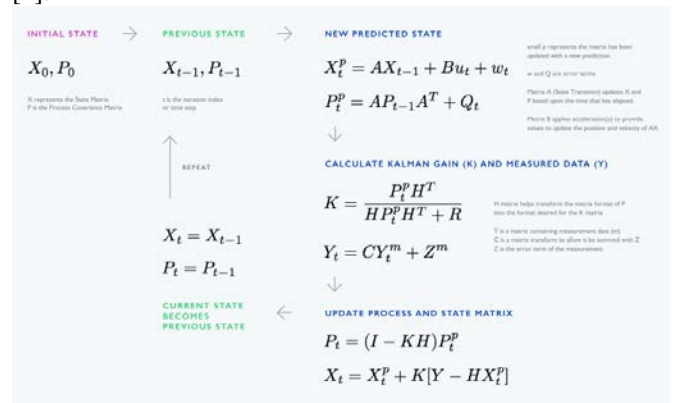 INITIAL STATE → PREVIOUS STATE → NEW PREDICTED STATE
X_0, P_0
X represents the State Matrix
P is the Process Covariance Matrix
X_{t-1}, P_{t-1}
t is the iteration index
or time step
X_t^p = AX_{t-1} + Bu_t + w_t
P_t^p = AP_{t-1}A^T + Q_t
small p represents the matrix has been
updated with a new prediction
w and Q are error terms
Matrix A (State Transition) updates X and
P based upon the time that has elapsed
Matrix B applies acceleration(s) to provide
values to update the position and velocity of AX
↓
CALCULATE KALMAN GAIN (K) AND MEASURED DATA (Y)
K = \frac{P_t^p H^T}{H P_t^p H^T + R}
Y_t = CY_t^m + Z^m
H matrix helps transform the matrix format of P
into the format desired for the K matrix
Y is a matrix containing measurement data (m)
C is a matrix transform to allow it be summed with Z
Z is the error term of the measurement
↓
UPDATE PROCESS AND STATE MATRIX
P_t = (I - KH)P_t^p
X_t = X_t^p + K[Y - HX_t^p]
←
CURRENT STATE
BECOMES
PREVIOUS STATE
X_t = X_{t-1}
P_t = P_{t-1}
↑ REPEAT